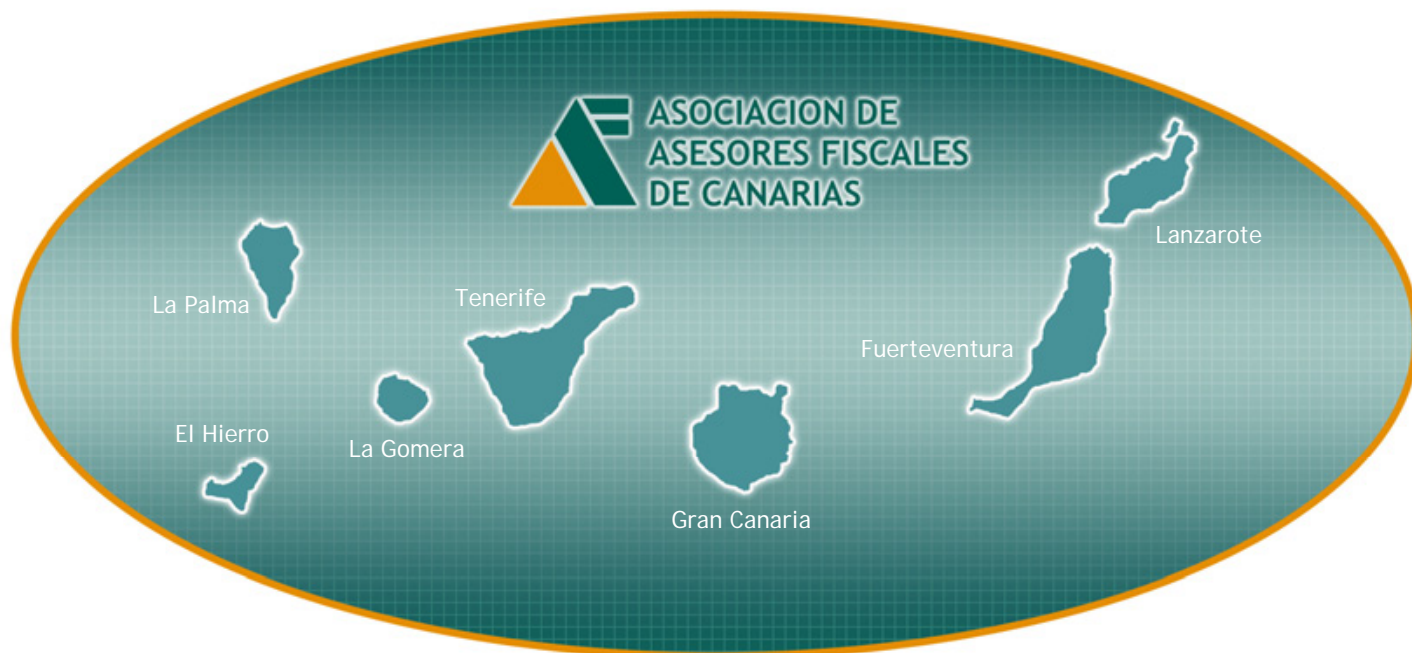 ASOCIACION DE
ASESORES FISCALES
DE CANARIAS
Lanzarote
La Palma
Tenerife
Fuerteventura
El Hierro
La Gomera
Gran Canaria